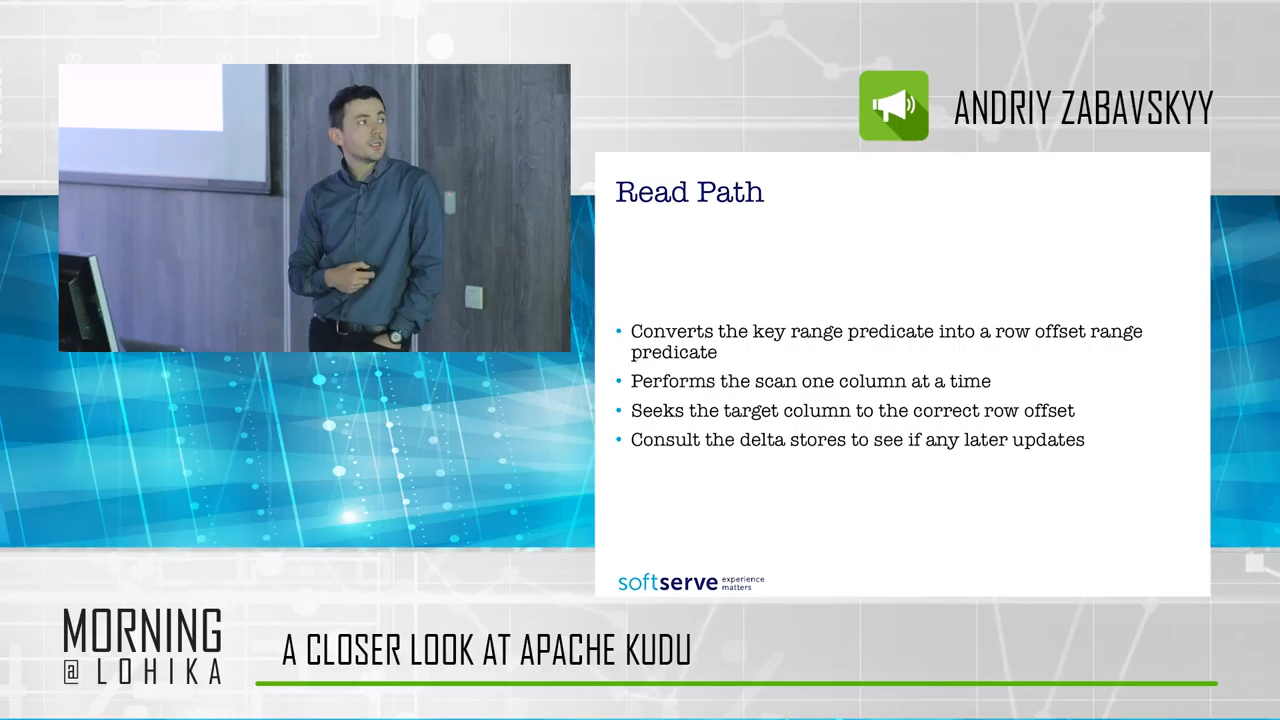 ANDRIY ZABAVSKYY
Read Path
• Converts the key range predicate into a row offset range
predicate
• Performs the scan one column at a time
• Seeks the target column to the correct row offset
• Consult the delta stores to see if any later updates
softserve experience
matters
MORNING
@ LOHIKA
A CLOSER LOOK AT APACHE KUDU